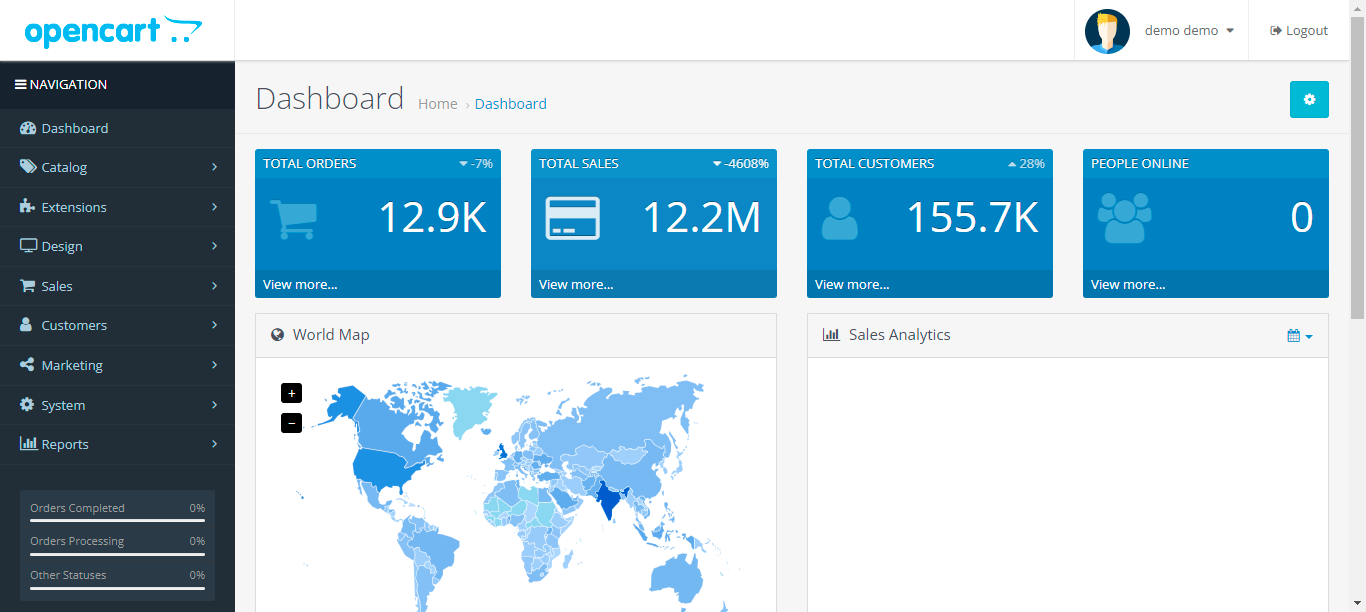 opencart
demo demo
Logout
NAVIGATION
Dashboard
Catalog
Extensions
Design
Sales
Customers
Marketing
System
Reports
Orders Completed 0%
Orders Processing 0%
Other Statuses 0%
Dashboard Home › Dashboard
TOTAL ORDERS -7%
12.9K
View more...
TOTAL SALES -4608%
12.2M
View more...
TOTAL CUSTOMERS 28%
155.7K
View more...
PEOPLE ONLINE
0
View more...
World Map
+
−
Sales Analytics